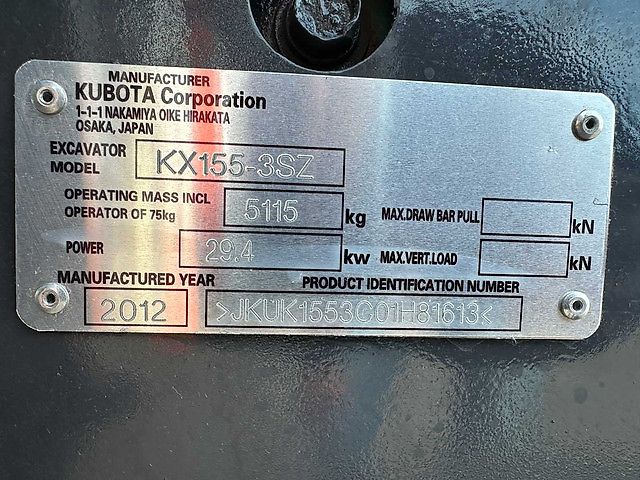 MANUFACTURER
KUBOTA Corporation
1-1-1 NAKAMIYA OIKE HIRAKATA
OSAKA, JAPAN
EXCAVATOR MODEL KX155-3SZ
OPERATING MASS INCL OPERATOR OF 75kg 5115 kg MAX.DRAW BAR PULL kN
POWER 29.4 kw MAX.VERT.LOAD kN
MANUFACTURED YEAR PRODUCT IDENTIFICATION NUMBER
2012 >JKUK1553C01H81613<